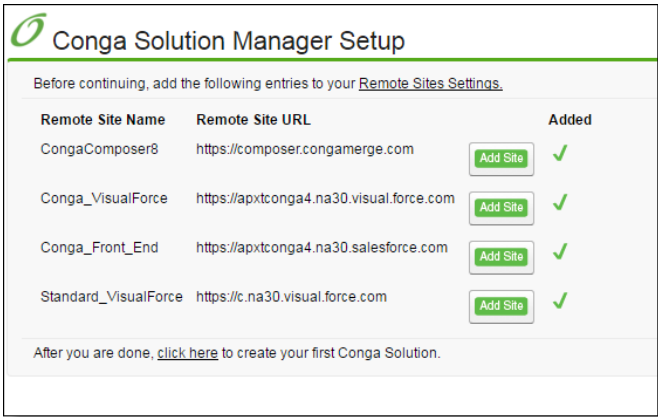 Conga Solution Manager Setup
Before continuing, add the following entries to your Remote Sites Settings.
Remote Site Name Remote Site URL Added
CongaComposer8 https://composer.congamerge.com Add Site
Conga_VisualForce https://apxtconga4.na30.visual.force.com Add Site
Conga_Front_End https://apxtconga4.na30.salesforce.com Add Site
Standard_VisualForce https://c.na30.visual.force.com Add Site
After you are done, click here to create your first Conga Solution.